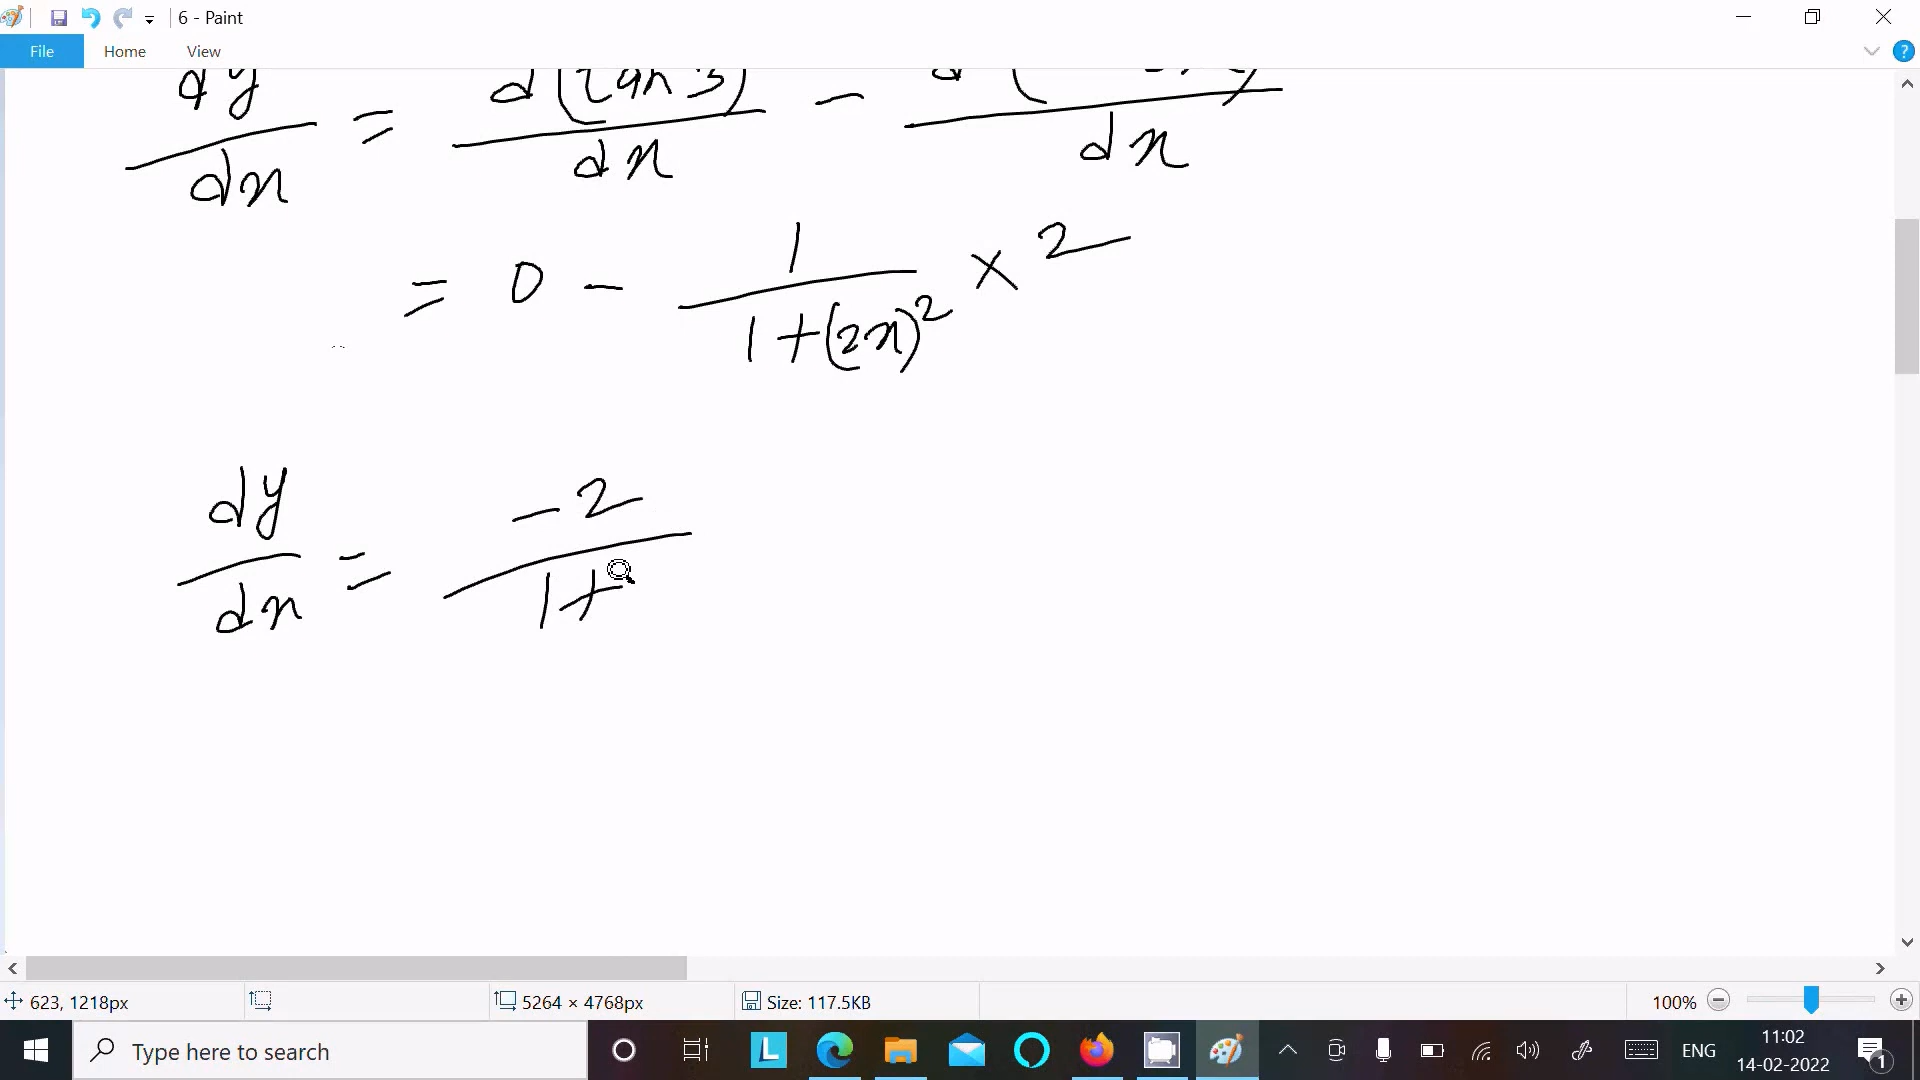 6 - Paint
File Home View
dy/dx = d(tan 3)/dx - d( )/dx
= 0 - 1/1+(2x)² × 2
dy/dx = -2/1+
623, 1218px 5264 × 4768px Size: 117.5KB 100%
Type here to search L ENG 11:02
14-02-2022 1